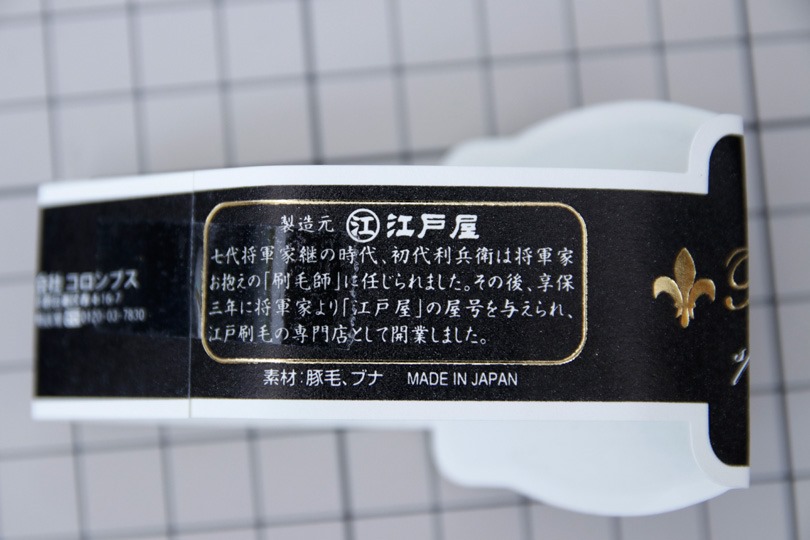 製造元 江 江戸屋
七代将軍家継の時代、初代利兵衛は将軍家
お抱えの「刷毛師」に任じられました。その後、享保
三年に将軍家より「江戸屋」の屋号を与えられ、
江戸刷毛の専門店として開業しました。
素材:豚毛、ブナ MADE IN JAPAN
会社 コロンブス